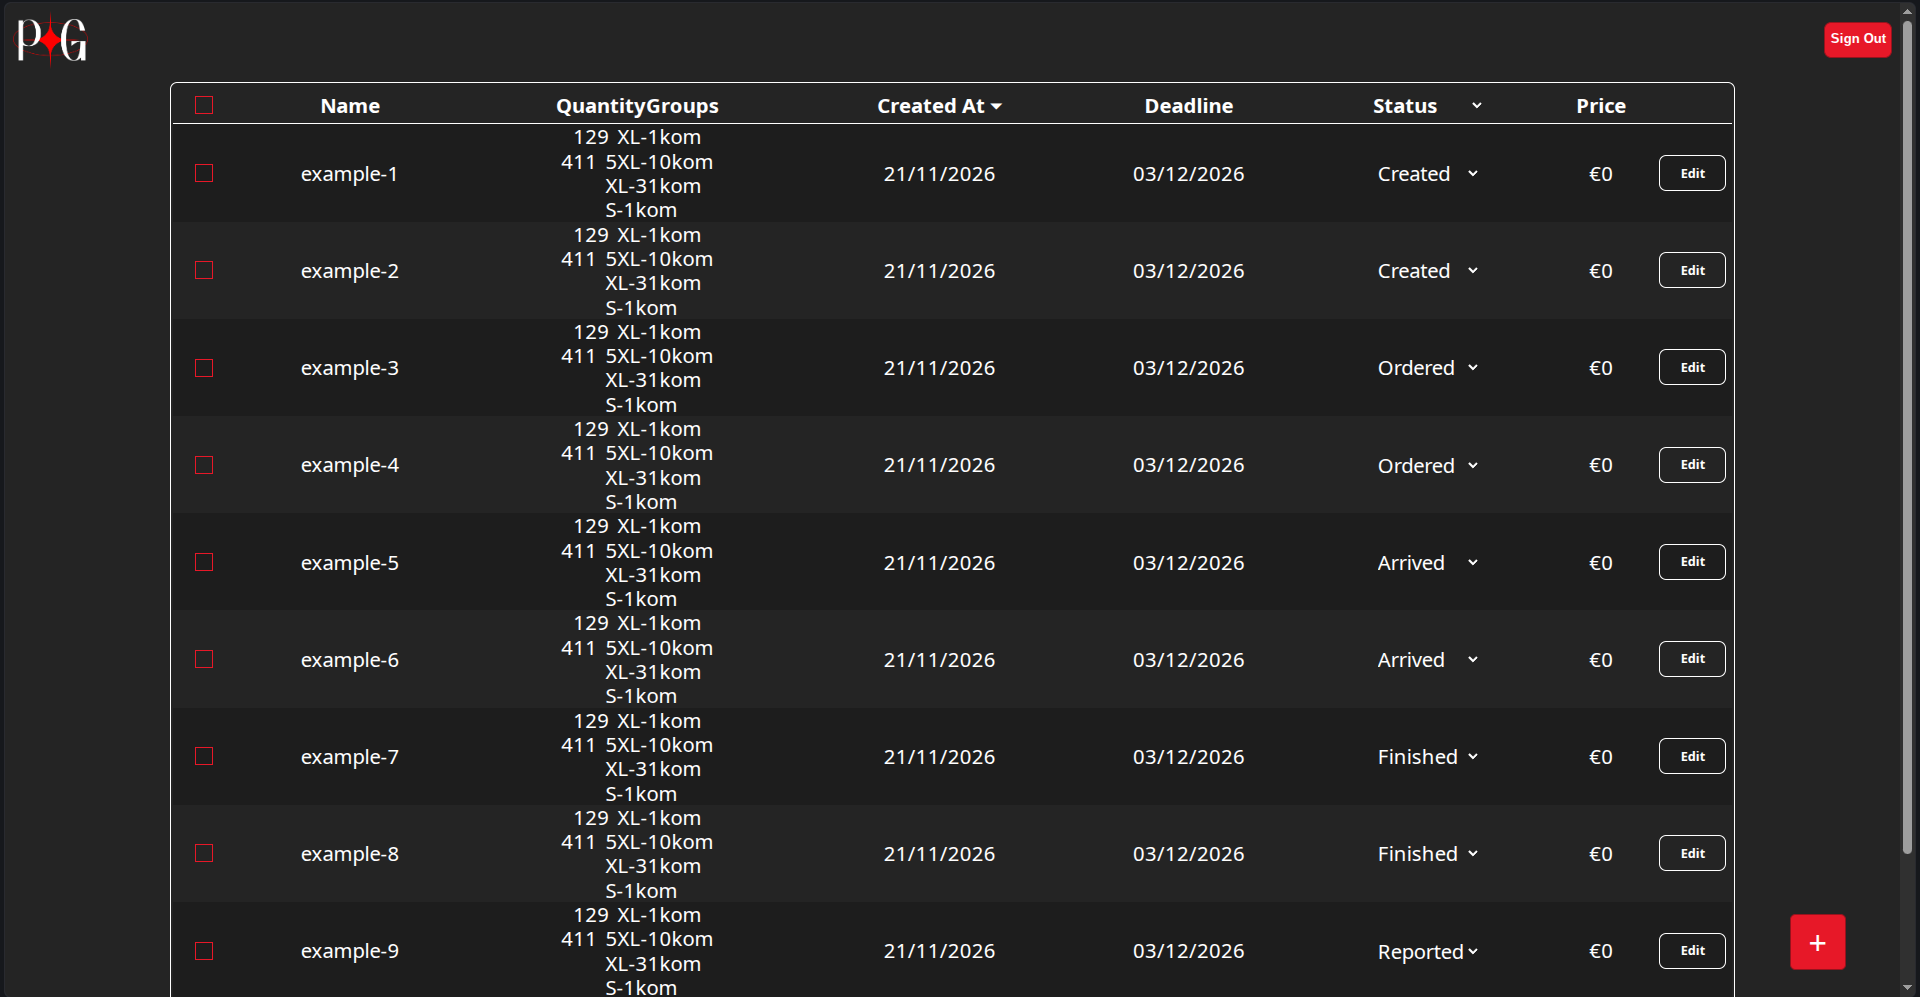 P G
Sign Out
Name QuantityGroups Created At Deadline Status Price
129 XL-1kom
411 5XL-10kom
example-1 21/11/2026 03/12/2026 Created €0 Edit
XL-31kom
S-1kom
129 XL-1kom
411 5XL-10kom
example-2 21/11/2026 03/12/2026 Created €0 Edit
XL-31kom
S-1kom
129 XL-1kom
411 5XL-10kom
example-3 21/11/2026 03/12/2026 Ordered €0 Edit
XL-31kom
S-1kom
129 XL-1kom
411 5XL-10kom
example-4 21/11/2026 03/12/2026 Ordered €0 Edit
XL-31kom
S-1kom
129 XL-1kom
411 5XL-10kom
example-5 21/11/2026 03/12/2026 Arrived €0 Edit
XL-31kom
S-1kom
129 XL-1kom
411 5XL-10kom
example-6 21/11/2026 03/12/2026 Arrived €0 Edit
XL-31kom
S-1kom
129 XL-1kom
411 5XL-10kom
example-7 21/11/2026 03/12/2026 Finished €0 Edit
XL-31kom
S-1kom
129 XL-1kom
411 5XL-10kom
example-8 21/11/2026 03/12/2026 Finished €0 Edit
XL-31kom
S-1kom
129 XL-1kom
411 5XL-10kom
example-9 21/11/2026 03/12/2026 Reported €0 Edit
XL-31kom
S-1kom
+